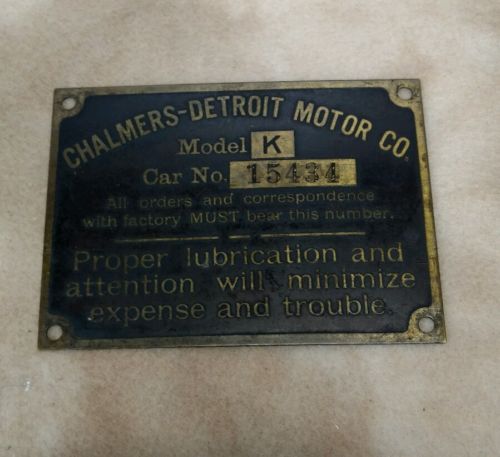 CHALMERS-DETROIT MOTOR CO.
Model K
Car No. 15434
All orders and correspondence
with factory MUST bear this number.
Proper lubrication and
attention will minimize
expense and trouble.